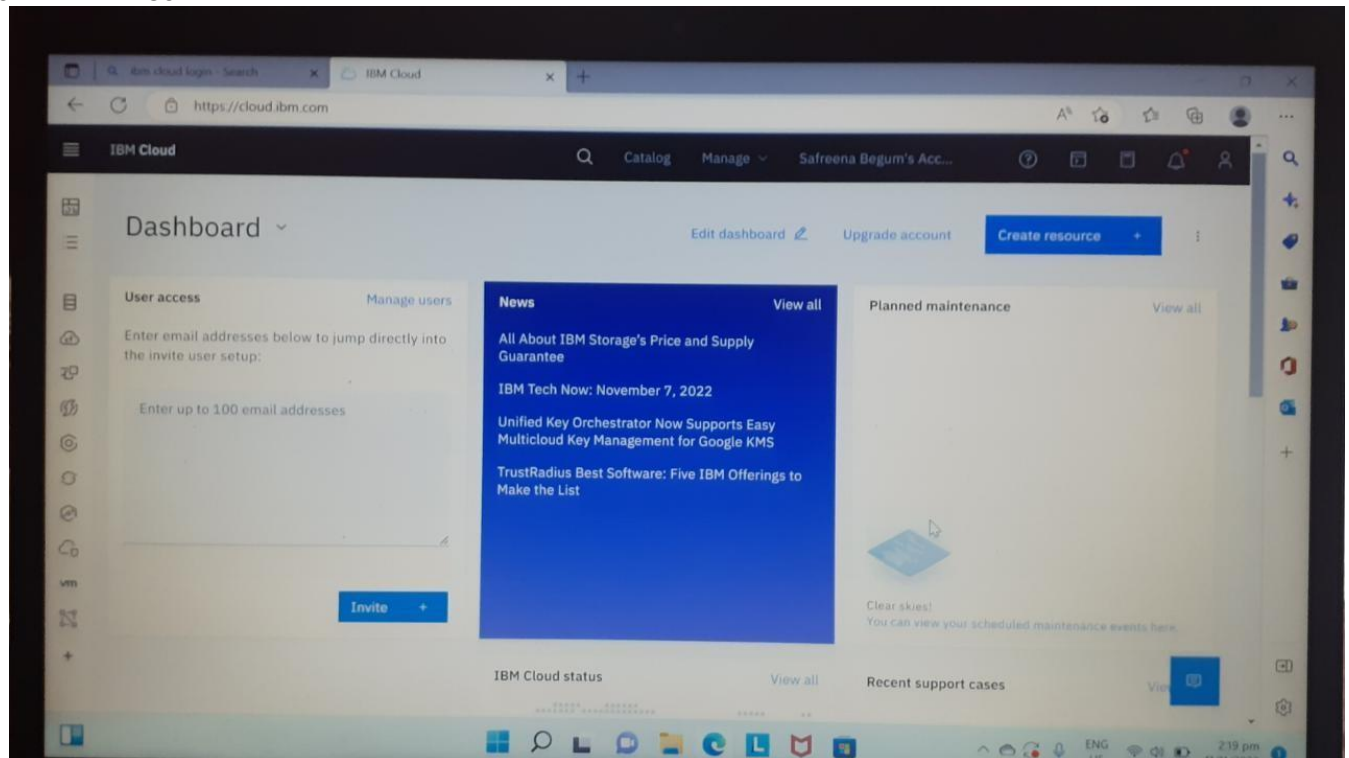 ibm cloud login - Search
IBM Cloud
https://cloud.ibm.com
IBM Cloud
Catalog
Manage
Safreena Begum's Acc...
Dashboard
Edit dashboard
Upgrade account
Create resource +
User access
Manage users
Enter email addresses below to jump directly into
the invite user setup:
Enter up to 100 email addresses
Invite +
News
View all
All About IBM Storage's Price and Supply
Guarantee
IBM Tech Now: November 7, 2022
Unified Key Orchestrator Now Supports Easy
Multicloud Key Management for Google KMS
TrustRadius Best Software: Five IBM Offerings to
Make the List
Planned maintenance
View all
Clear skies!
You can view your scheduled maintenance events here.
IBM Cloud status
View all
Recent support cases
vm
ENG
2:19 pm